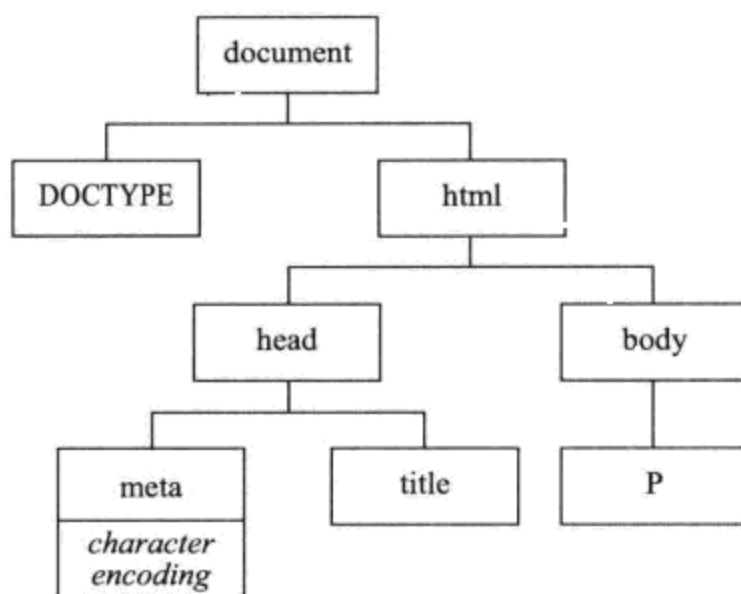 document
DOCTYPE
html
head
body
meta
title
P
character
encoding